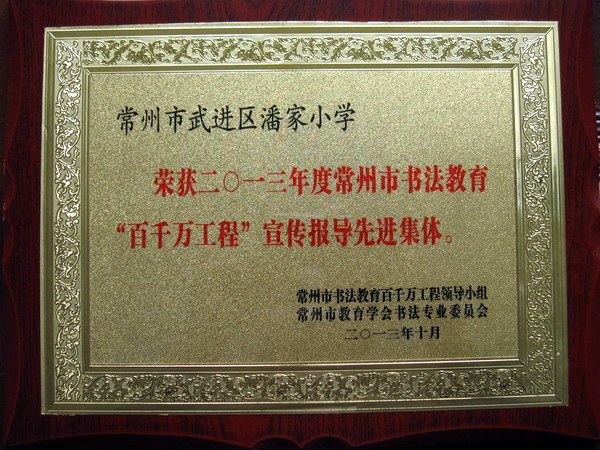 常州市武进区潘家小学
荣获二〇一三年度常州市书法教育
“百千万工程”宣传报导先进集体。
常州市书法教育百千万工程领导小组
常州市教育学会书法专业委员会
二〇一三年十月